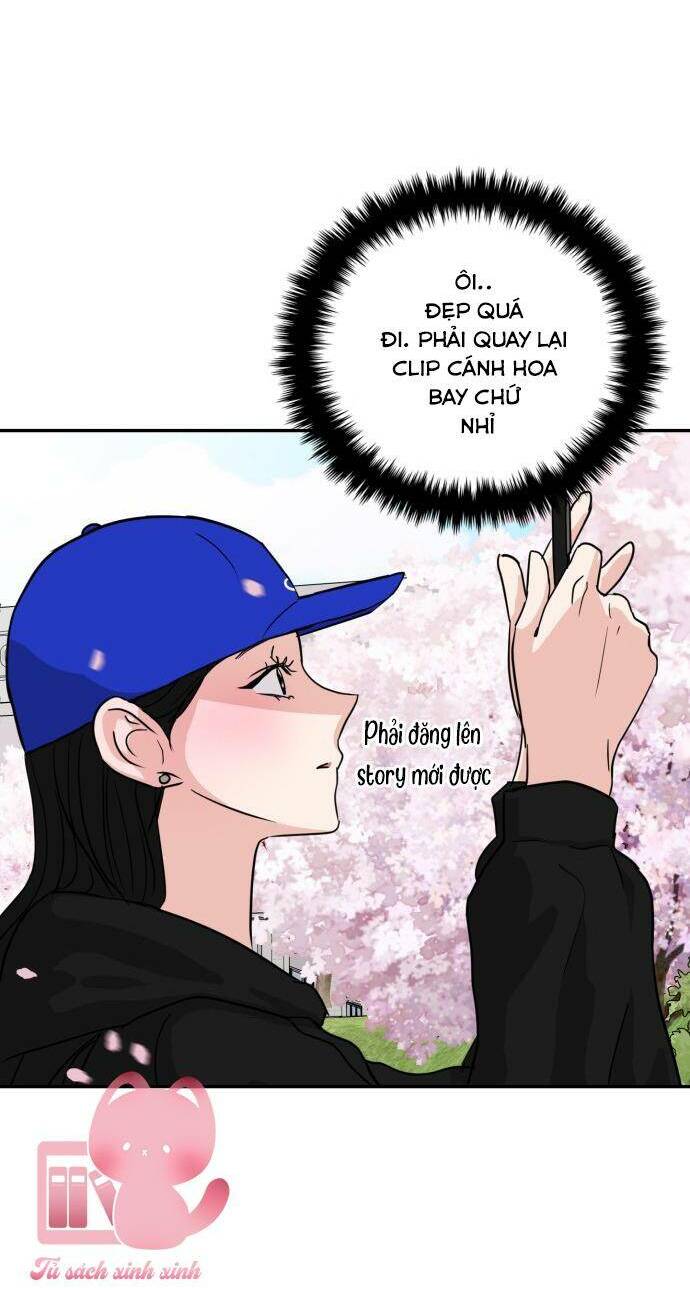 ÔI..
ĐẸP QUÁ
ĐI. PHẢI QUAY LẠI
CLIP CÁNH HOA
BAY CHỨ
NHỈ
Phải đăng lên
story mới được
Tủ sách xinh xinh